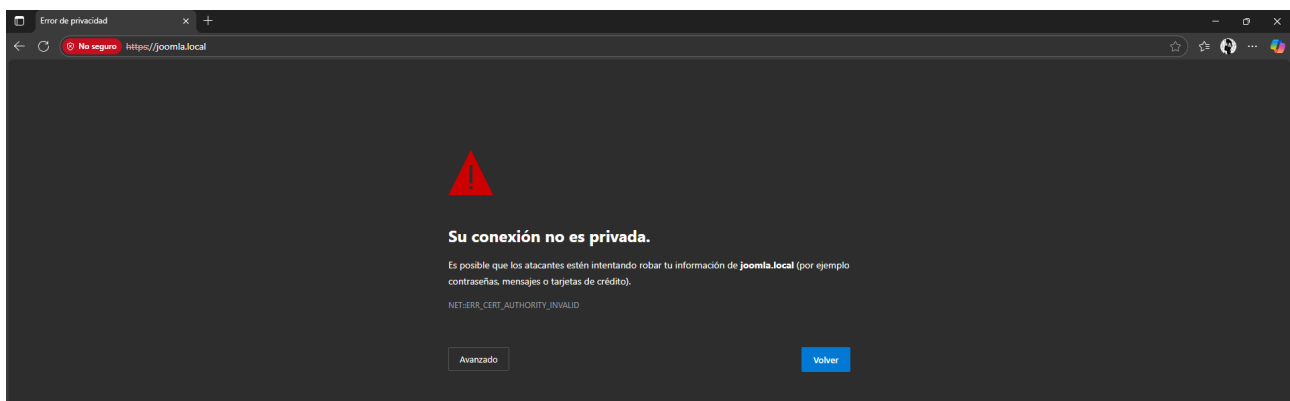 Error de privacidad
No seguro https://joomla.local
Su conexión no es privada.
Es posible que los atacantes estén intentando robar tu información de joomla.local (por ejemplo
contraseñas, mensajes o tarjetas de crédito).
NET::ERR_CERT_AUTHORITY_INVALID
Avanzado Volver